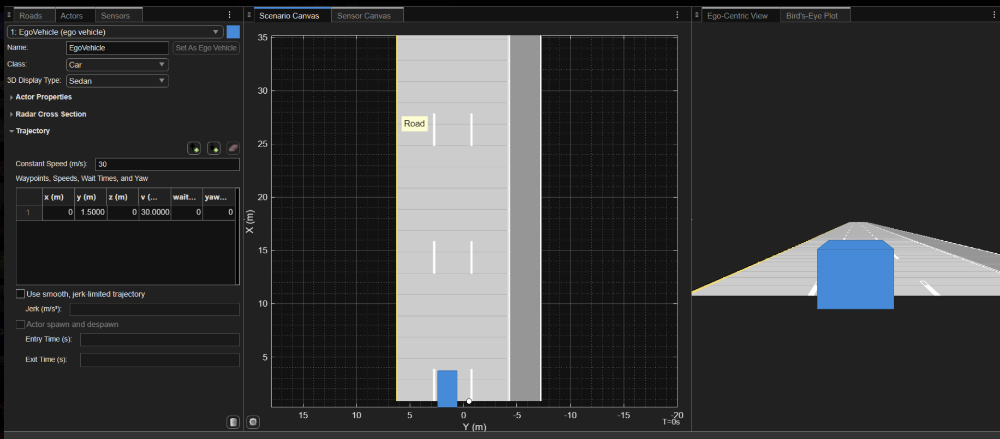 Roads Actors Sensors
Scenario Canvas Sensor Canvas
Ego-Centric View Bird's-Eye Plot
1: EgoVehicle (ego vehicle)
Name: EgoVehicle Set As Ego Vehicle
Class: Car
3D Display Type: Sedan
Actor Properties
Radar Cross Section
Trajectory
Constant Speed (m/s): 30
Waypoints, Speeds, Wait Times, and Yaw
x (m) y (m) z (m) v (... wait... yaw...
1 0 1.5000 0 30.0000 0 0
Use smooth, jerk-limited trajectory
Jerk (m/s³):
Actor spawn and despawn
Entry Time (s):
Exit Time (s):
35
30
25
20
15
10
5
X (m)
Road
15 10 5 0 -5 -10 -15 -20
Y (m)
T=0s